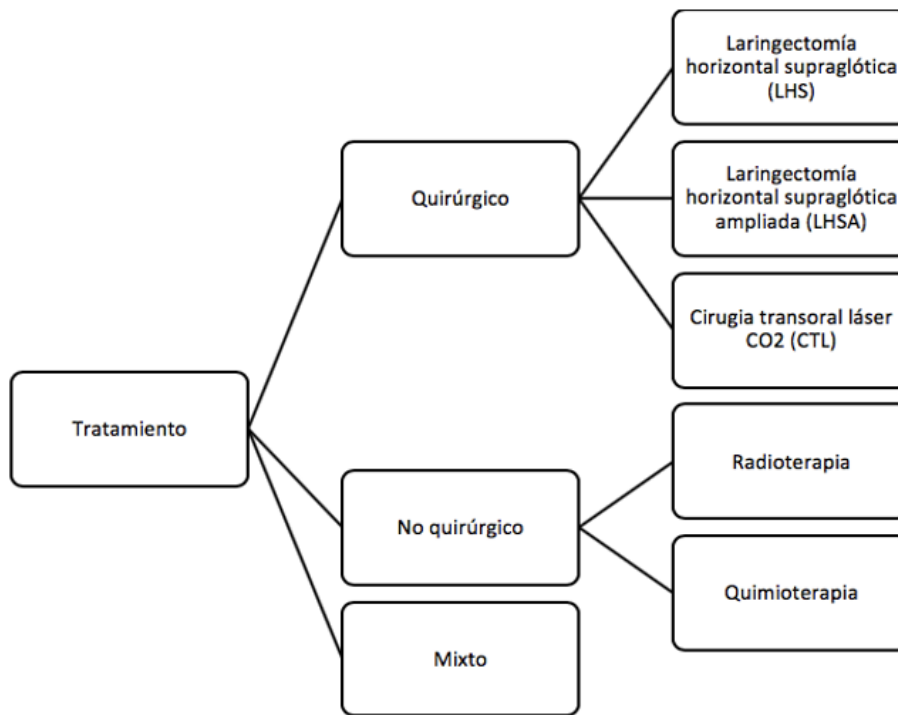 Tratamiento
Quirúrgico
Laringectomía
horizontal supraglótica
(LHS)
Laringectomía
horizontal supraglótica
ampliada (LHSA)
Cirugia transoral láser
CO2 (CTL)
No quirúrgico
Radioterapia
Quimioterapia
Mixto